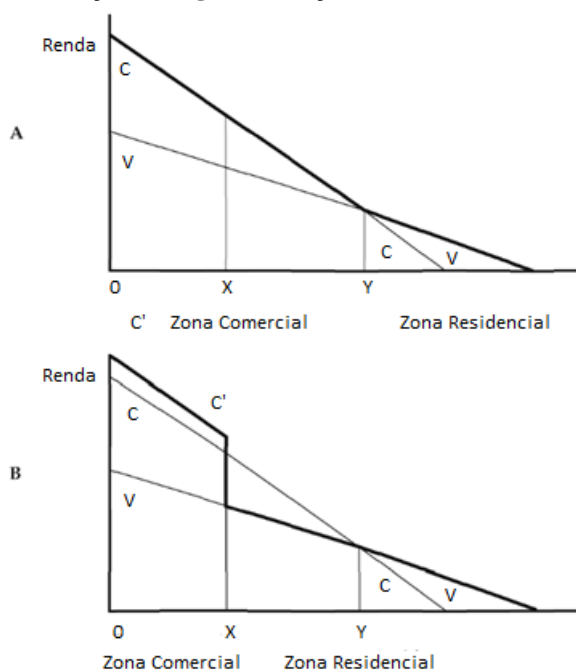 Renda
C
A
V
C V
O X Y
C' Zona Comercial Zona Residencial
Renda
C'
C
B
V
C V
O X Y
Zona Comercial Zona Residencial